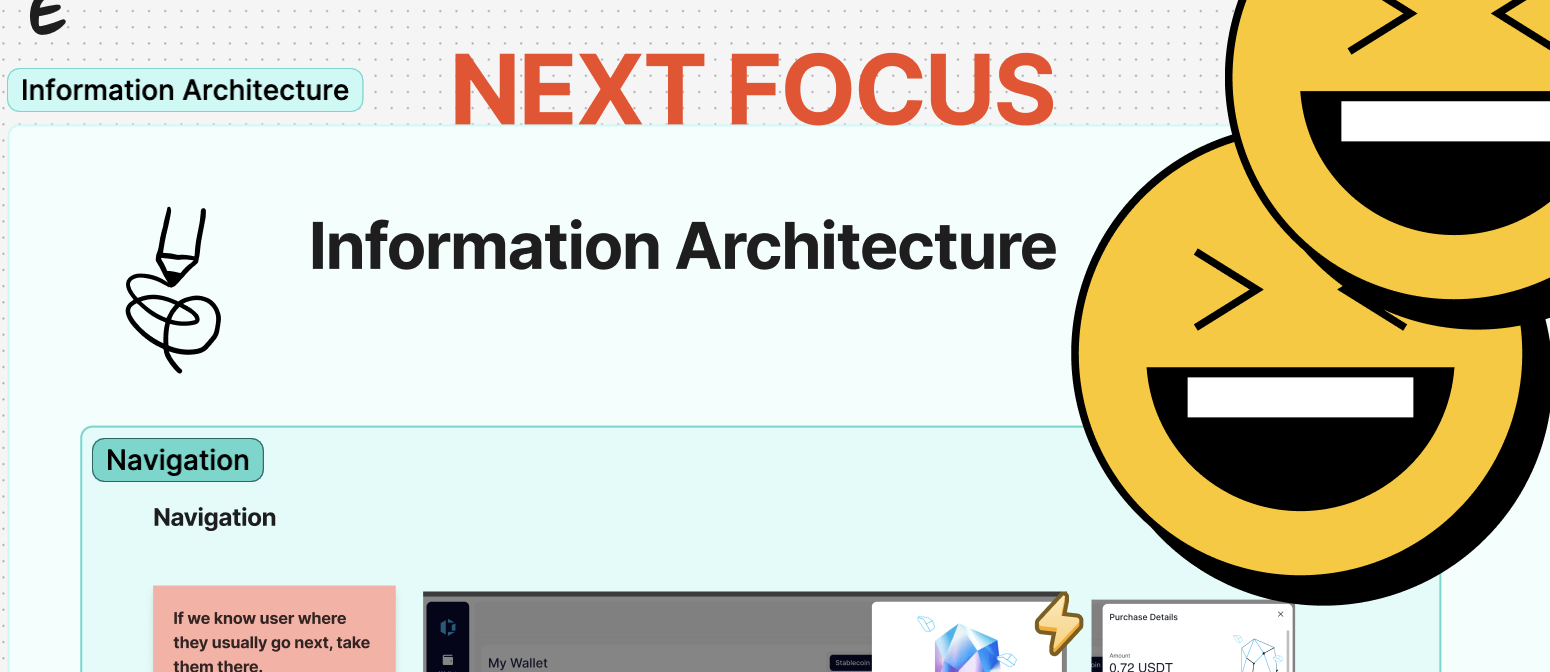 NEXT FOCUS
Information Architecture
Information Architecture
Navigation
Navigation
If we know user where
they usually go next, take
them there.
My Wallet
Stablecoin
Purchase Details
Amount
0.72 USDT